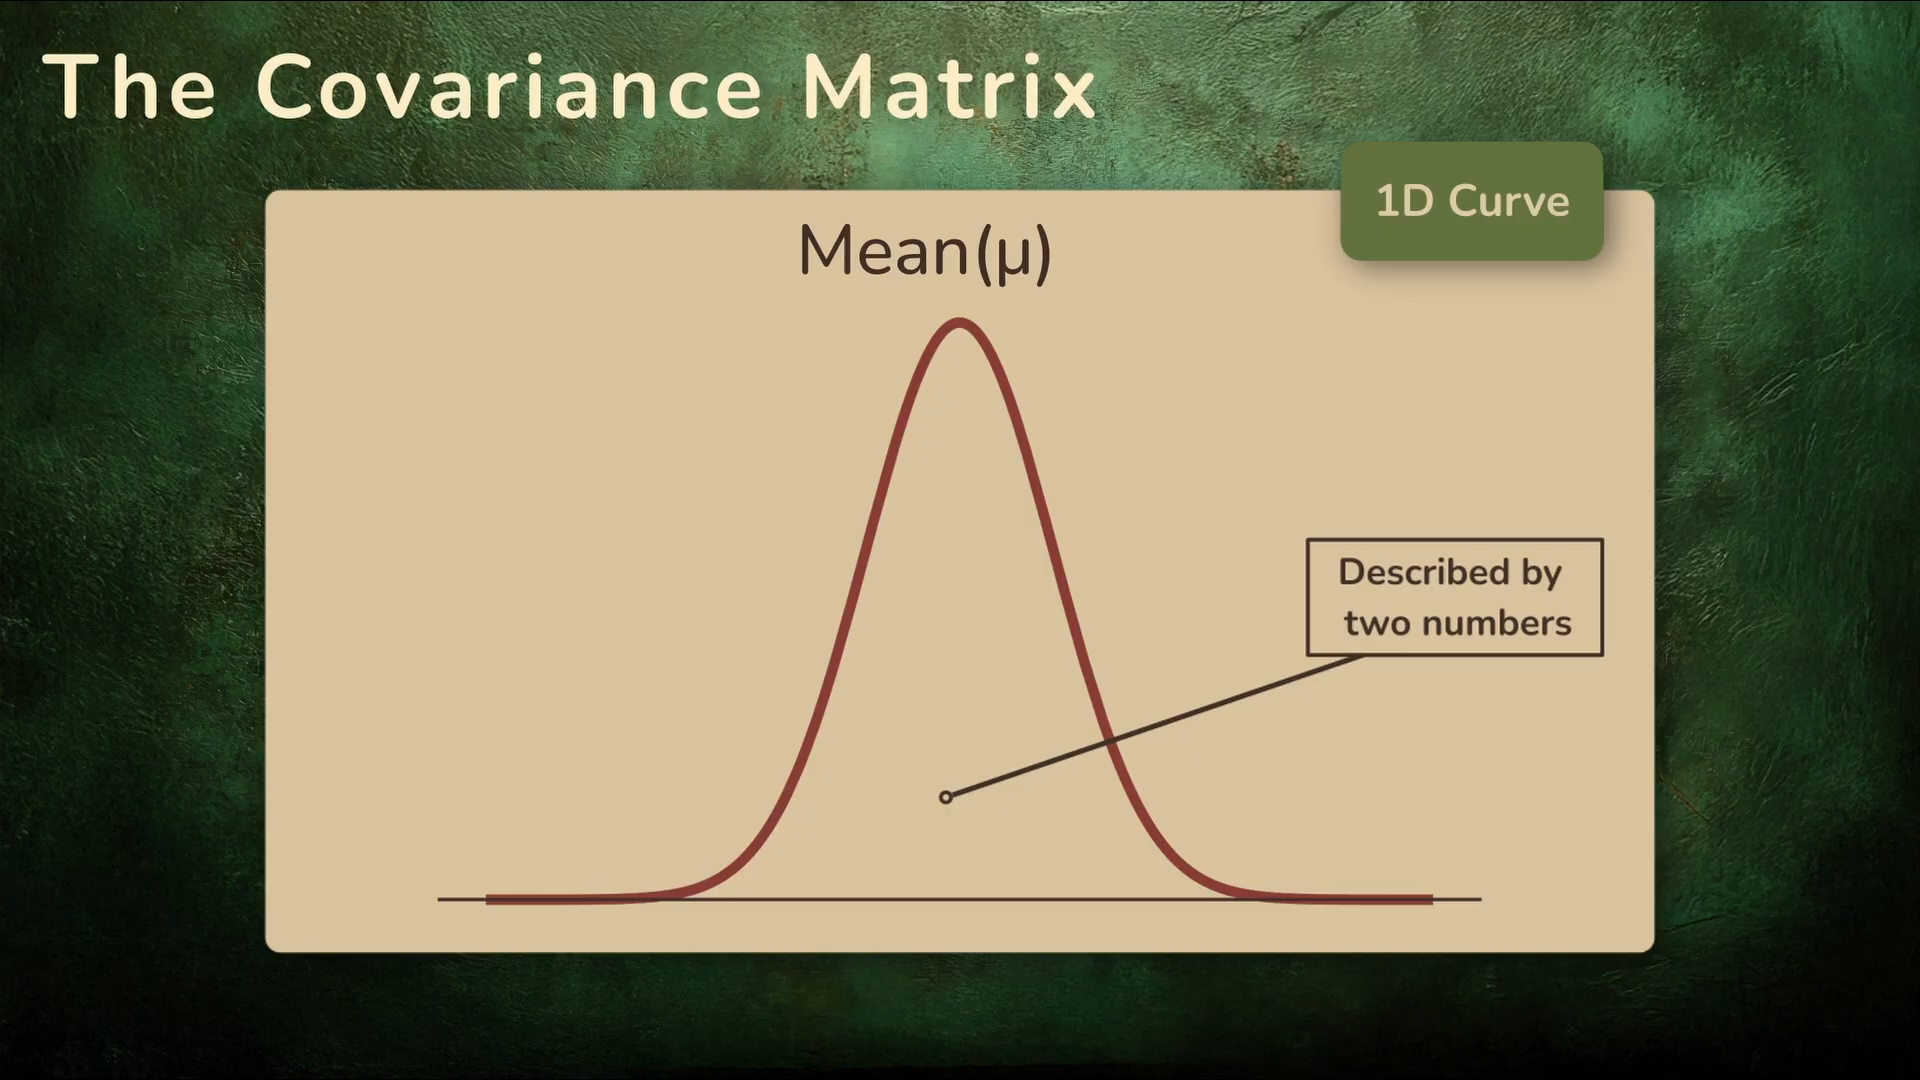 The Covariance Matrix
1D Curve
Mean(μ)
Described by
two numbers